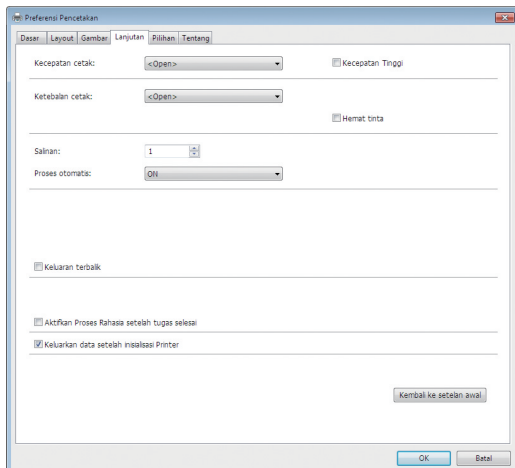 Preferensi Pencetakan
Dasar Layout Gambar Lanjutan Pilihan Tentang
Kecepatan cetak: <Open> Kecepatan Tinggi
Ketebalan cetak: <Open>
Hemat tinta
Salinan: 1
Proses otomatis: ON
Keluaran terbalik
Aktifkan Proses Rahasia setelah tugas selesai
Keluarkan data setelah inisialisasi Printer
Kembali ke setelan awal
OK Batal